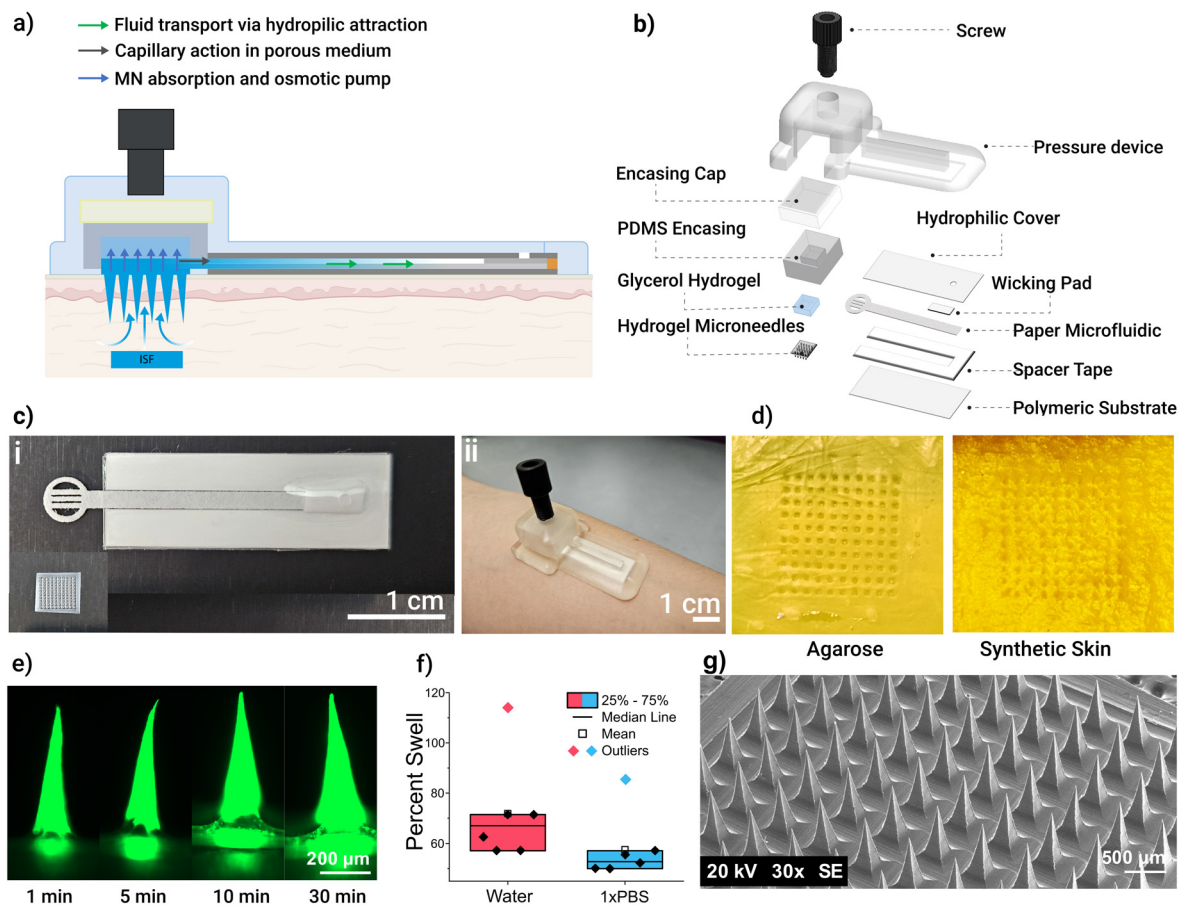 a)
Fluid transport via hydropilic attraction
Capillary action in porous medium
MN absorption and osmotic pump
ISF
b)
Screw
Pressure device
Encasing Cap
PDMS Encasing
Glycerol Hydrogel
Hydrogel Microneedles
Hydrophilic Cover
Wicking Pad
Paper Microfluidic
Spacer Tape
Polymeric Substrate
c)
i
1 cm
ii
1 cm
d)
Agarose
Synthetic Skin
e)
200 µm
1 min
5 min
10 min
30 min
f)
Percent Swell
120
100
80
60
25% - 75%
Median Line
Mean
Outliers
Water
1xPBS
g)
20 kV 30x SE
500 µm